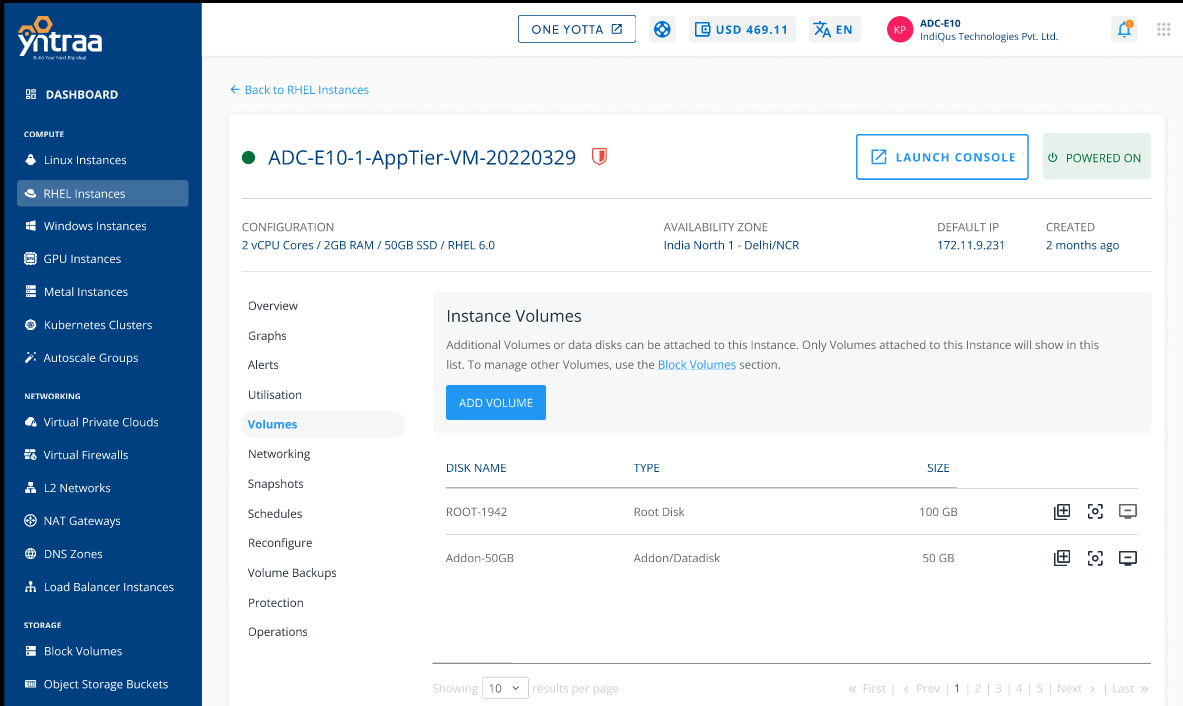 yntraa
Build Your Next Big Idea!
ONE YOTTA
USD 469.11
EN
KP
ADC-E10
IndiQus Technologies Pvt. Ltd.
DASHBOARD
COMPUTE
Linux Instances
RHEL Instances
Windows Instances
GPU Instances
Metal Instances
Kubernetes Clusters
Autoscale Groups
NETWORKING
Virtual Private Clouds
Virtual Firewalls
L2 Networks
NAT Gateways
DNS Zones
Load Balancer Instances
STORAGE
Block Volumes
Object Storage Buckets
Back to RHEL Instances
ADC-E10-1-AppTier-VM-20220329
LAUNCH CONSOLE
POWERED ON
CONFIGURATION
2 vCPU Cores / 2GB RAM / 50GB SSD / RHEL 6.0
AVAILABILITY ZONE
India North 1 - Delhi/NCR
DEFAULT IP
172.11.9.231
CREATED
2 months ago
Overview
Graphs
Alerts
Utilisation
Volumes
Networking
Snapshots
Schedules
Reconfigure
Volume Backups
Protection
Operations
Instance Volumes
Additional Volumes or data disks can be attached to this Instance. Only Volumes attached to this Instance will show in this
list. To manage other Volumes, use the Block Volumes section.
ADD VOLUME
DISK NAME TYPE SIZE
ROOT-1942 Root Disk 100 GB
Addon-50GB Addon/Datadisk 50 GB
Showing 10 results per page
« First | ‹ Prev | 1 | 2 | 3 | 4 | 5 | Next › | Last »